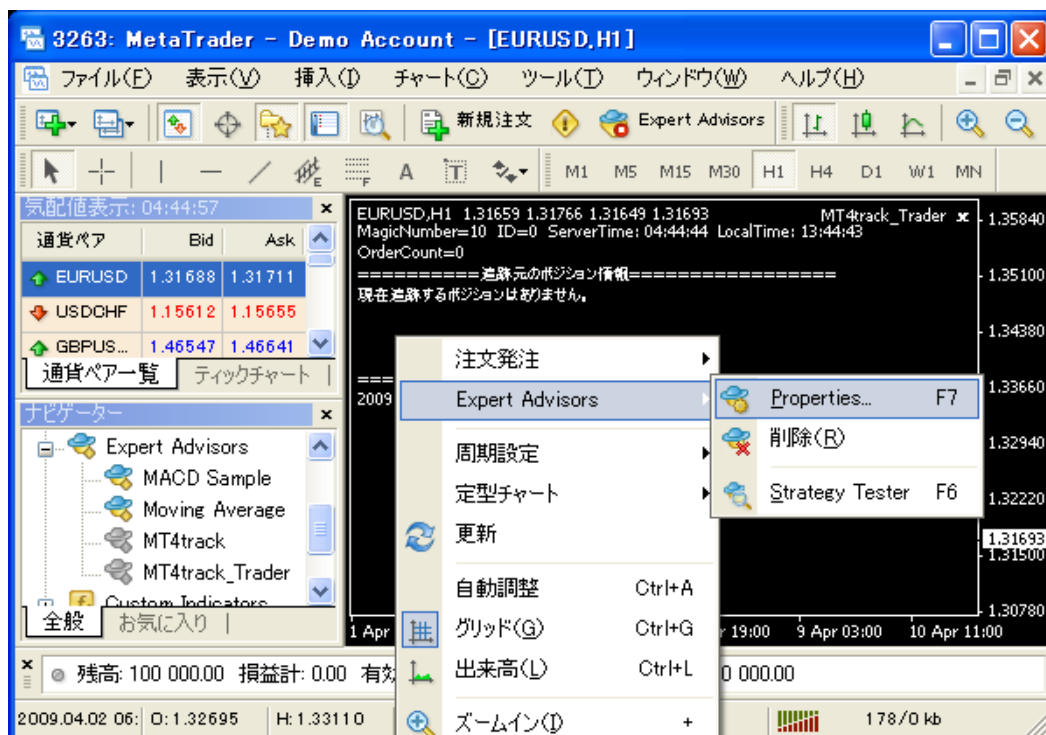 3263: MetaTrader - Demo Account - [EURUSD,H1]
ファイル(F) 表示(V) 挿入(I) チャート(C) ツール(T) ウィンドウ(W) ヘルプ(H)
新規注文 Expert Advisors
M1 M5 M15 M30 H1 H4 D1 W1 MN
気配値表示: 04:44:57
通貨ペア Bid Ask
EURUSD 1.31688 1.31711
USDCHF 1.15612 1.15655
GBPUS... 1.46547 1.46641
通貨ペア一覧 ティックチャート
ナビゲーター
Expert Advisors
MACD Sample
Moving Average
MT4track
MT4track_Trader
Custom Indicators
全般 お気に入り
EURUSD,H1 1.31659 1.31766 1.31649 1.31693 MT4track_Trader
MagicNumber=10 ID=0 ServerTime: 04:44:44 LocalTime: 13:44:43
OrderCount=0
==========追跡元のポジション情報=================
現在追跡するポジションはありません。
===
2009
1.35840
1.35100
1.34380
1.33660
1.32940
1.32220
1.31693
1.31500
1.30780
注文発注
Expert Advisors
周期設定
定型チャート
更新
自動調整 Ctrl+A
グリッド(G) Ctrl+G
出来高(L) Ctrl+L
ズームイン(I) +
Properties... F7
削除(R)
Strategy Tester F6
1 Apr r 19:00 9 Apr 03:00 10 Apr 11:00
残高: 100 000.00 損益計: 0.00 有効 0 000.00
2009.04.02 06: O: 1.32695 H: 1.33110 178/0 kb